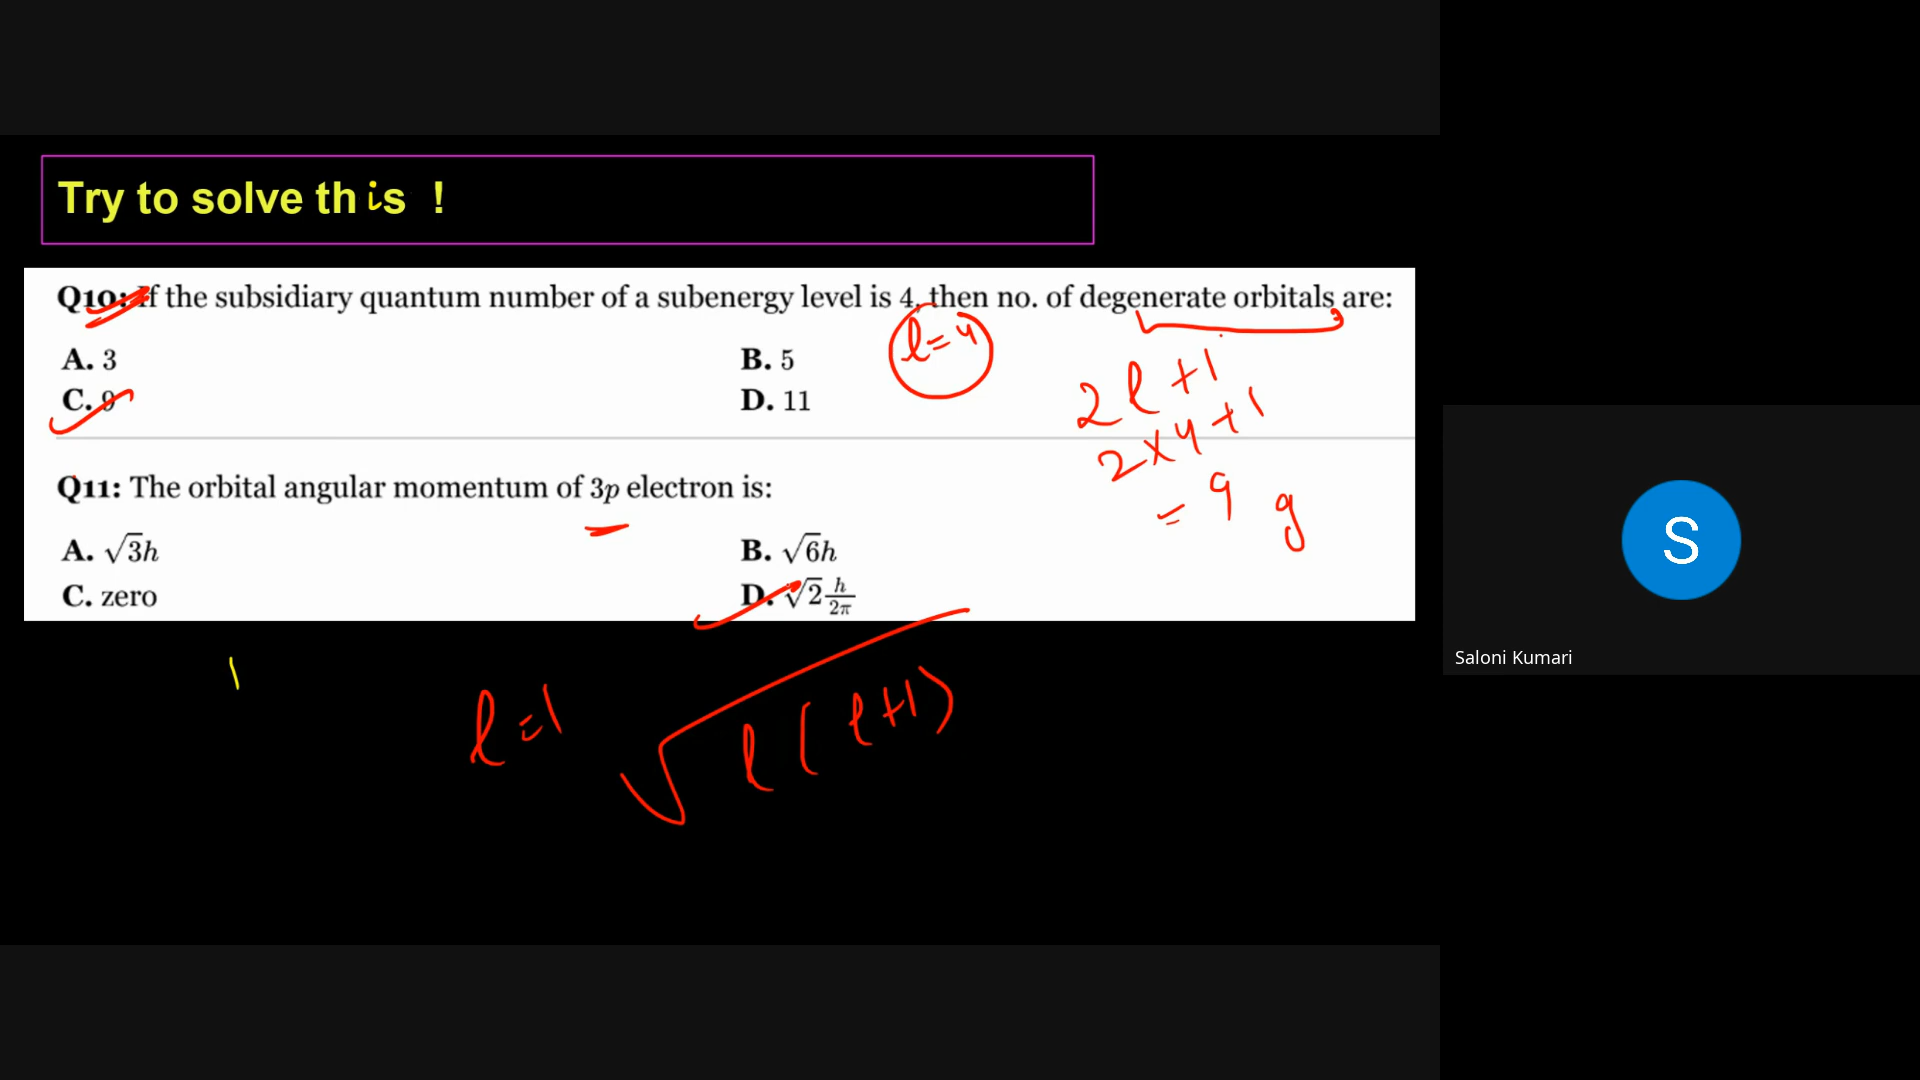 Try to solve this !
Q10: If the subsidiary quantum number of a subenergy level is 4, then no. of degenerate orbitals are:
l=4
A. 3
B. 5
C. 9
D. 11
2l+1
2×4+1
= 9 g
Q11: The orbital angular momentum of 3p electron is:
A. √3h
B. √6h
C. zero
D. √2 h/2π
l=1
√l(l+1)
S
Saloni Kumari